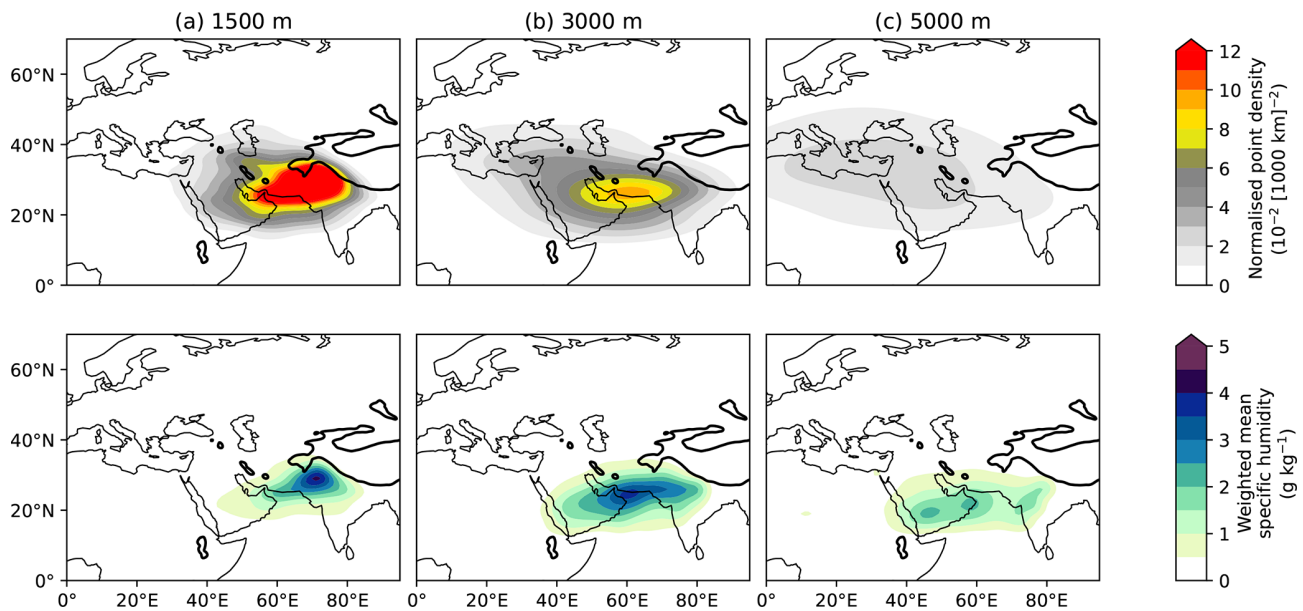 (a) 1500 m
(b) 3000 m
(c) 5000 m
60°N
40°N
20°N
0°
12
10
8
6
4
2
0
Normalised point density
(10⁻² [1000 km]⁻²)
60°N
40°N
20°N
0°
0°
20°E
40°E
60°E
80°E
0°
20°E
40°E
60°E
80°E
0°
20°E
40°E
60°E
80°E
5
4
3
2
1
0
Weighted mean
specific humidity
(g kg⁻¹)